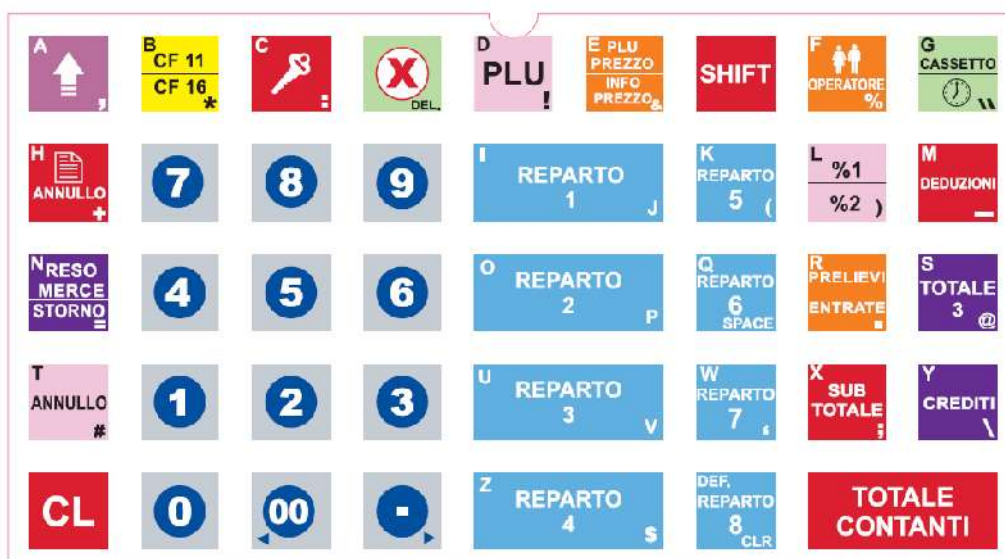 A ,
B CF 11
CF 16 *
C :
X DEL.
D PLU !
E PLU
PREZZO
INFO
PREZZO &
SHIFT
F OPERATORE
%
G CASSETTO
"
H ANNULLO
+
7
8
9
I REPARTO
1 J
K REPARTO
5 (
L %1
%2 )
M DEDUZIONI
—
N RESO
MERCE
STORNO
=
4
5
6
O REPARTO
2 P
Q REPARTO
6
SPACE
R PRELIEVI
ENTRATE
.
S TOTALE
3 @
T ANNULLO
#
1
2
3
U REPARTO
3 V
W REPARTO
7
X SUB
TOTALE
;
Y CREDITI
\
CL
0
00
.
Z REPARTO
4 $
DEF.
REPARTO
8 CLR
TOTALE
CONTANTI